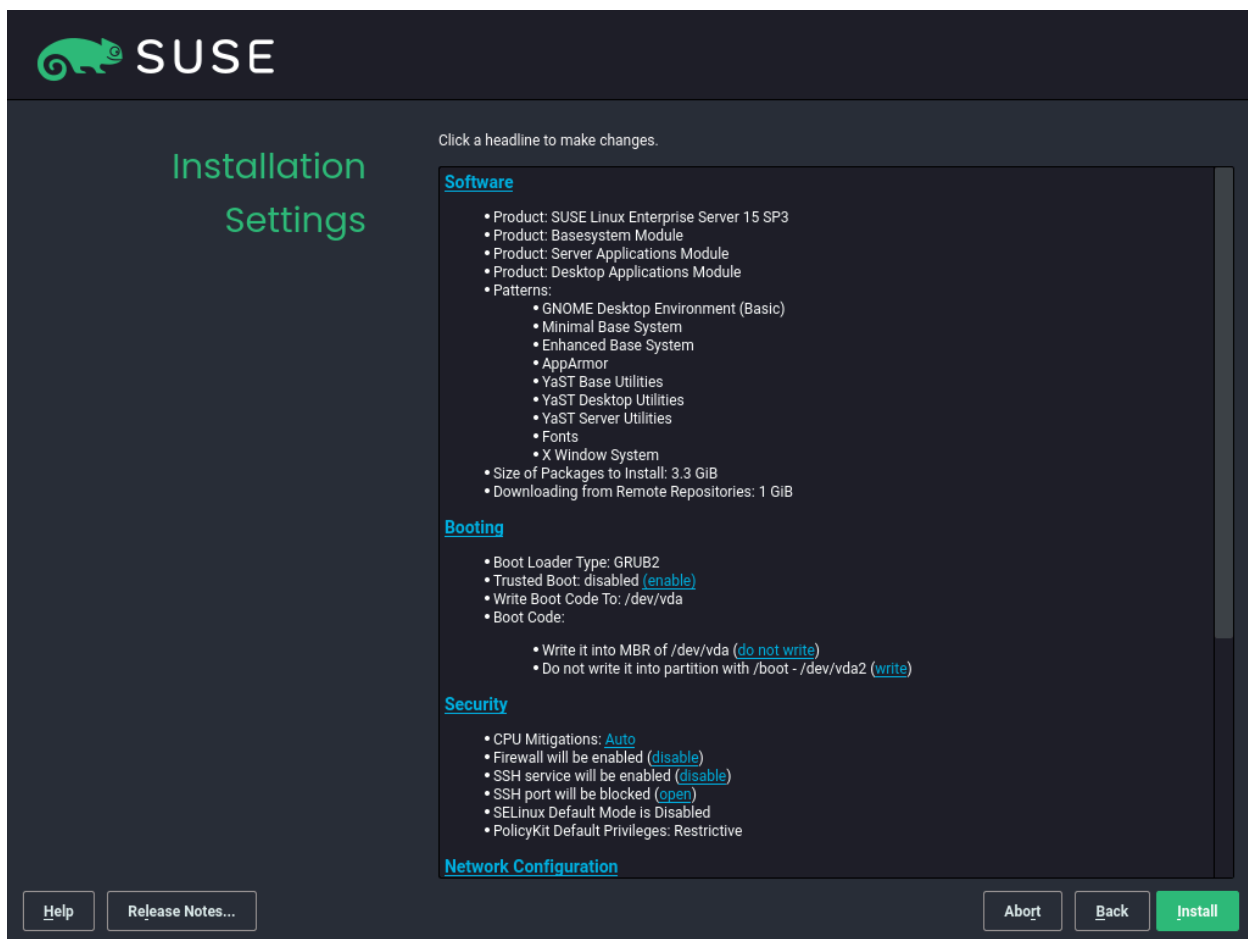 SUSE
Installation
Settings
Click a headline to make changes.
Software
• Product: SUSE Linux Enterprise Server 15 SP3
• Product: Basesystem Module
• Product: Server Applications Module
• Product: Desktop Applications Module
• Patterns:
• GNOME Desktop Environment (Basic)
• Minimal Base System
• Enhanced Base System
• AppArmor
• YaST Base Utilities
• YaST Desktop Utilities
• YaST Server Utilities
• Fonts
• X Window System
• Size of Packages to Install: 3.3 GiB
• Downloading from Remote Repositories: 1 GiB
Booting
• Boot Loader Type: GRUB2
• Trusted Boot: disabled (enable)
• Write Boot Code To: /dev/vda
• Boot Code:
• Write it into MBR of /dev/vda (do not write)
• Do not write it into partition with /boot - /dev/vda2 (write)
Security
• CPU Mitigations: Auto
• Firewall will be enabled (disable)
• SSH service will be enabled (disable)
• SSH port will be blocked (open)
• SELinux Default Mode is Disabled
• PolicyKit Default Privileges: Restrictive
Network Configuration
Help Release Notes... Abort Back Install